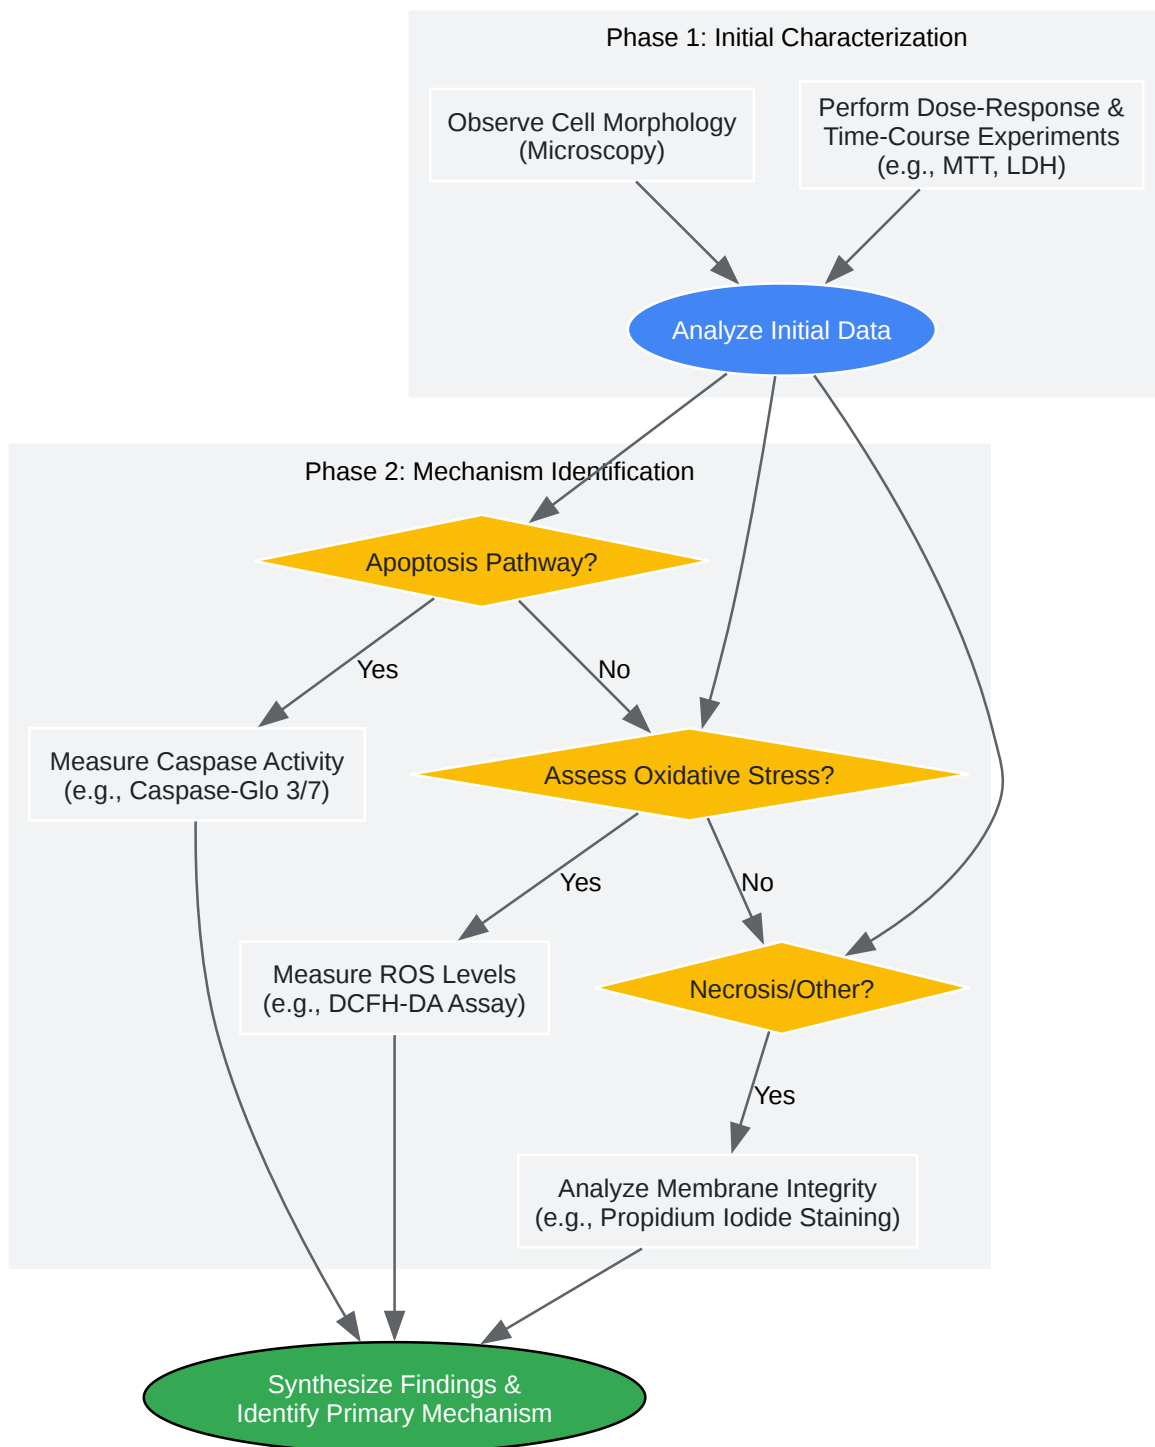 Phase 1: Initial Characterization
Observe Cell Morphology
(Microscopy)
Perform Dose-Response &
Time-Course Experiments
(e.g., MTT, LDH)
Analyze Initial Data
Phase 2: Mechanism Identification
Apoptosis Pathway?
Yes
No
Measure Caspase Activity
(e.g., Caspase-Glo 3/7)
Assess Oxidative Stress?
Yes
No
Measure ROS Levels
(e.g., DCFH-DA Assay)
Necrosis/Other?
Yes
Analyze Membrane Integrity
(e.g., Propidium Iodide Staining)
Synthesize Findings &
Identify Primary Mechanism